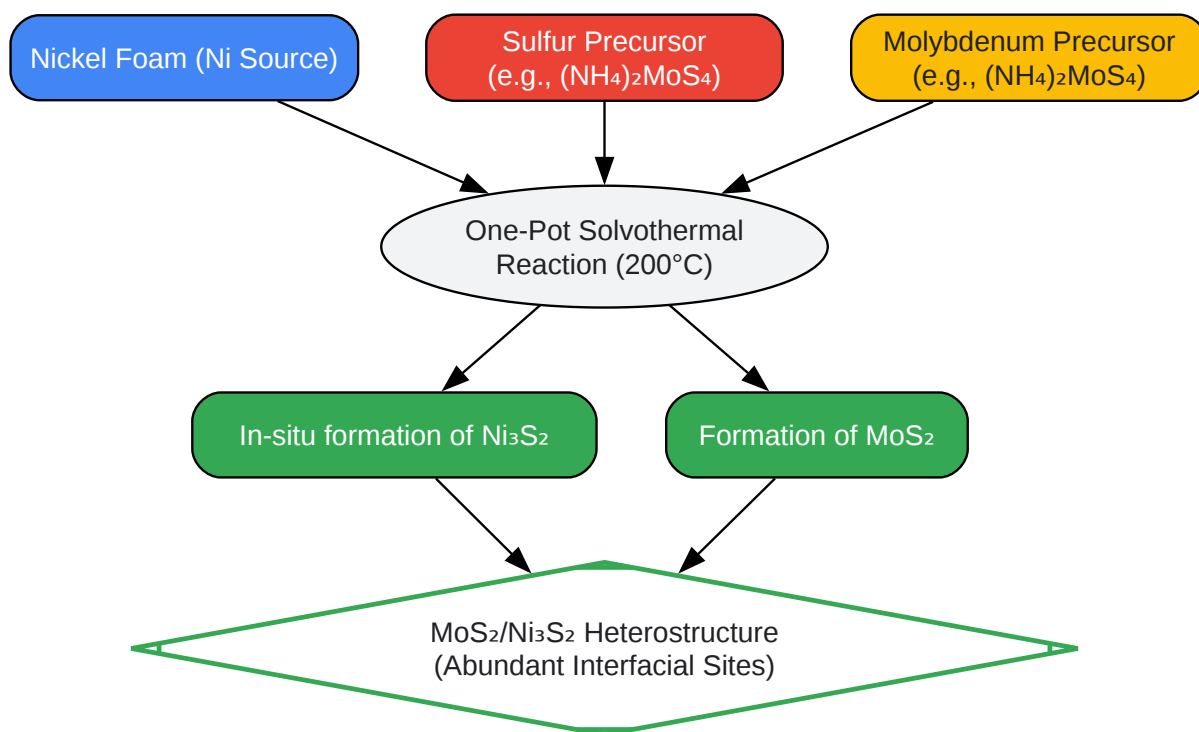 Nickel Foam (Ni Source)
Sulfur Precursor
(e.g., (NH₄)₂MoS₄)
Molybdenum Precursor
(e.g., (NH₄)₂MoS₄)
One-Pot Solvothermal
Reaction (200°C)
In-situ formation of Ni₃S₂
Formation of MoS₂
MoS₂/Ni₃S₂ Heterostructure
(Abundant Interfacial Sites)